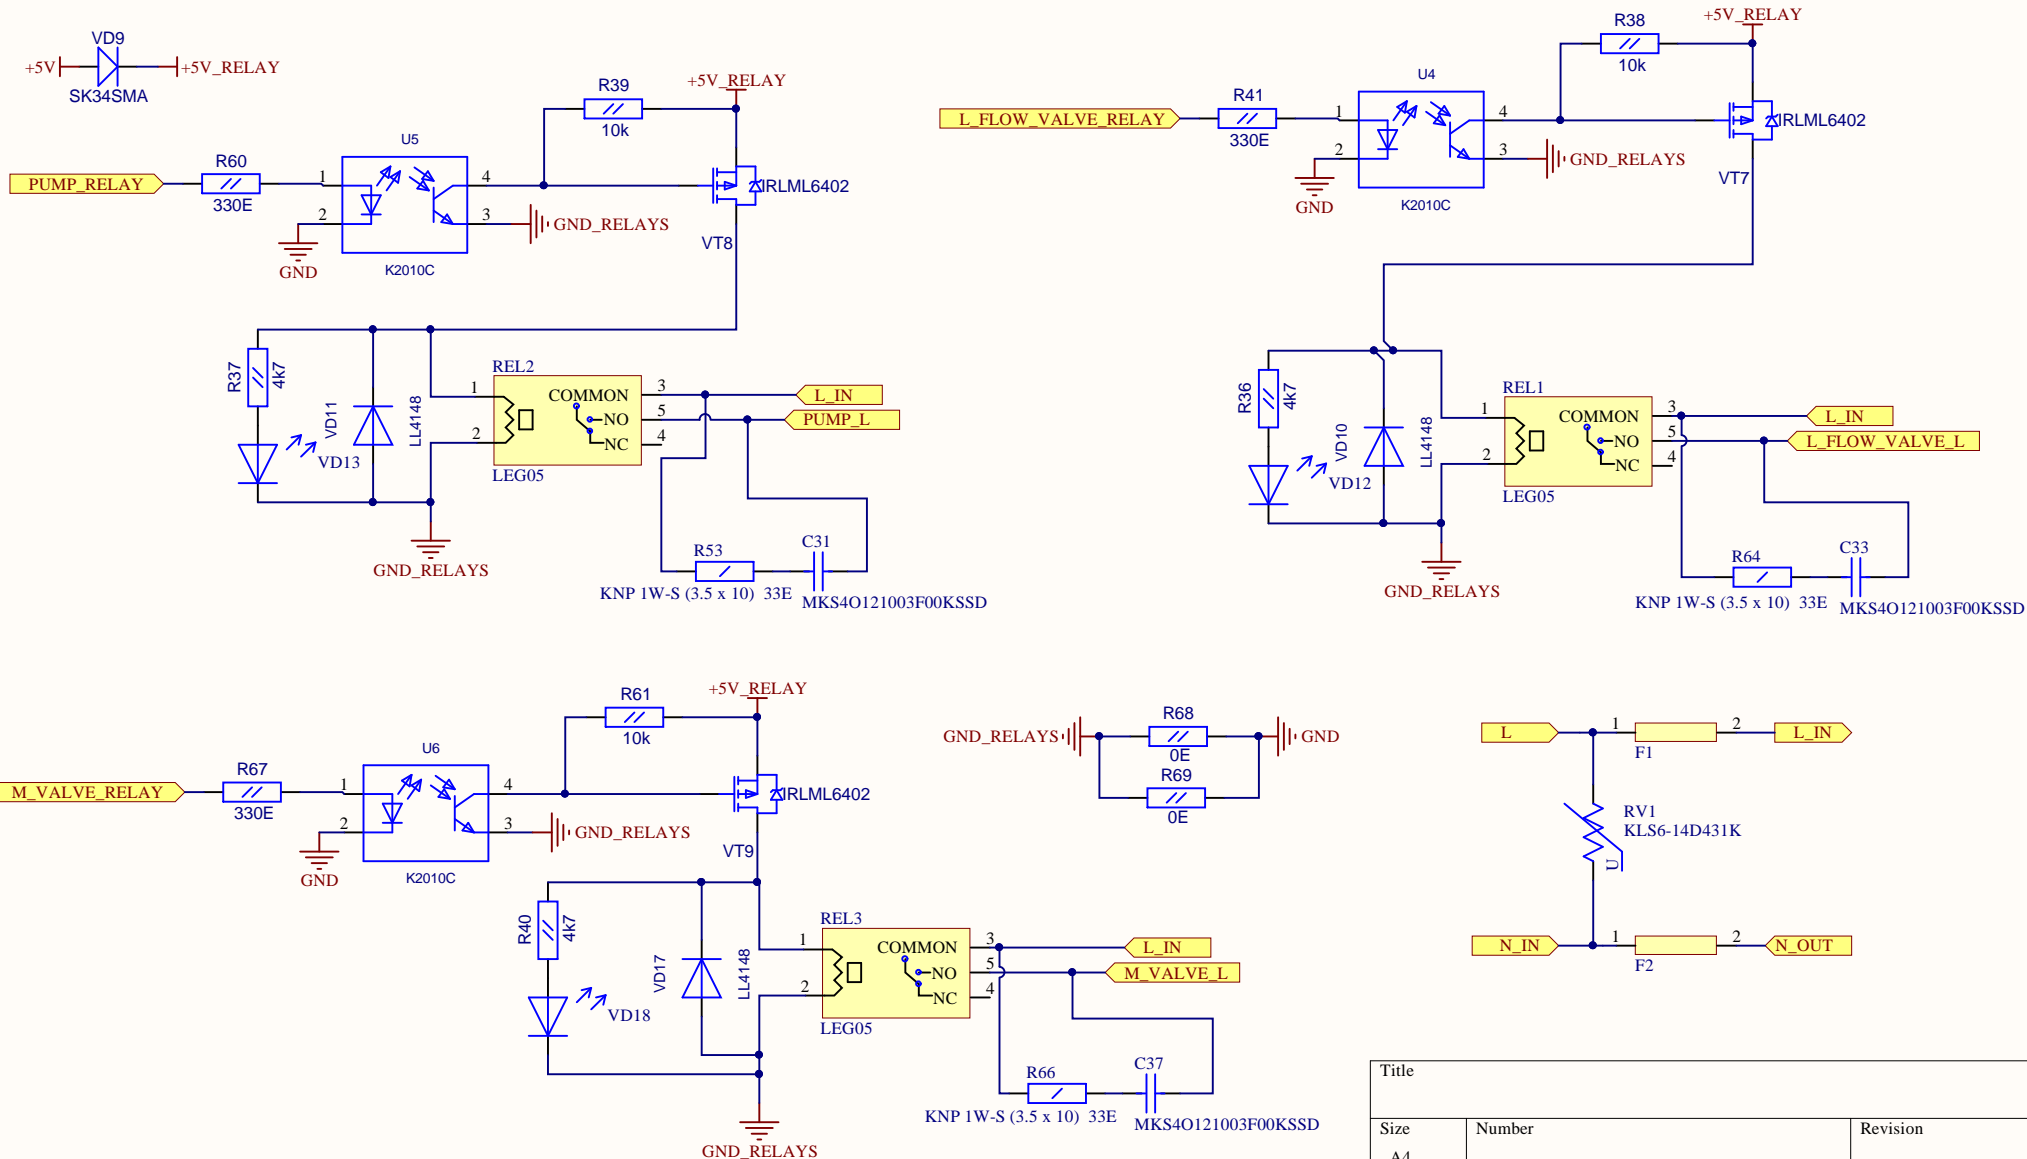 VD9
+5V
+5V_RELAY
SK34SMA
PUMP_RELAY
R60
330E
1
2
GND
U5
K2010C
4
3
GND_RELAYS
R39
10k
+5V_RELAY
IRLML6402
VT8
R37
4k7
VD13
VD11
LL4148
REL2
1
2
COMMON
NO
NC
LEG05
3
5
4
L_IN
PUMP_L
GND_RELAYS
R53
C31
KNP 1W-S (3.5 x 10) 33E
MKS4O121003F00KSSD
L_FLOW_VALVE_RELAY
R41
330E
1
2
GND
U4
K2010C
4
3
GND_RELAYS
R38
10k
+5V_RELAY
IRLML6402
VT7
R36
4k7
VD12
VD10
LL4148
REL1
1
2
COMMON
NO
NC
LEG05
3
5
4
L_IN
L_FLOW_VALVE_L
GND_RELAYS
R64
C33
KNP 1W-S (3.5 x 10) 33E
MKS4O121003F00KSSD
M_VALVE_RELAY
R67
330E
1
2
GND
U6
K2010C
4
3
GND_RELAYS
R61
10k
+5V_RELAY
IRLML6402
VT9
R40
4k7
VD18
VD17
LL4148
REL3
1
2
COMMON
NO
NC
LEG05
3
5
4
L_IN
M_VALVE_L
GND_RELAYS
R66
C37
KNP 1W-S (3.5 x 10) 33E
MKS4O121003F00KSSD
GND_RELAYS
R68
0E
R69
0E
GND
L
1
2
L_IN
F1
RV1
KLS6-14D431K
U
N_IN
1
2
N_OUT
F2
Title
Size
Number
Revision
A4